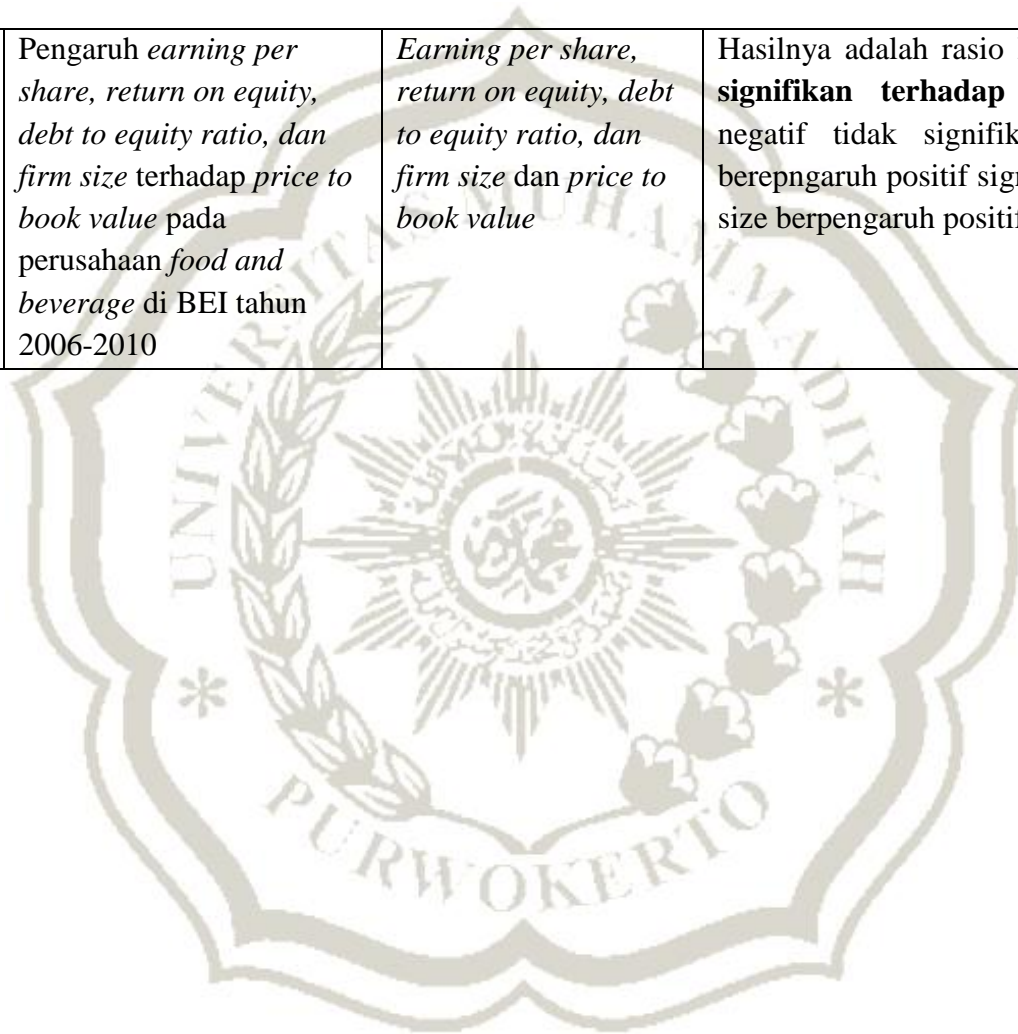 Pengaruh earning per
share, return on equity,
debt to equity ratio, dan
firm size terhadap price to
book value pada
perusahaan food and
beverage di BEI tahun
2006-2010
Earning per share,
return on equity, debt
to equity ratio, dan
firm size dan price to
book value
Hasilnya adalah rasio
signifikan terhadap
negatif tidak
berepngaruh positif
size berpengaruh
UNIVERSITAS MUHAMMADIYAH
PURWOKERTO